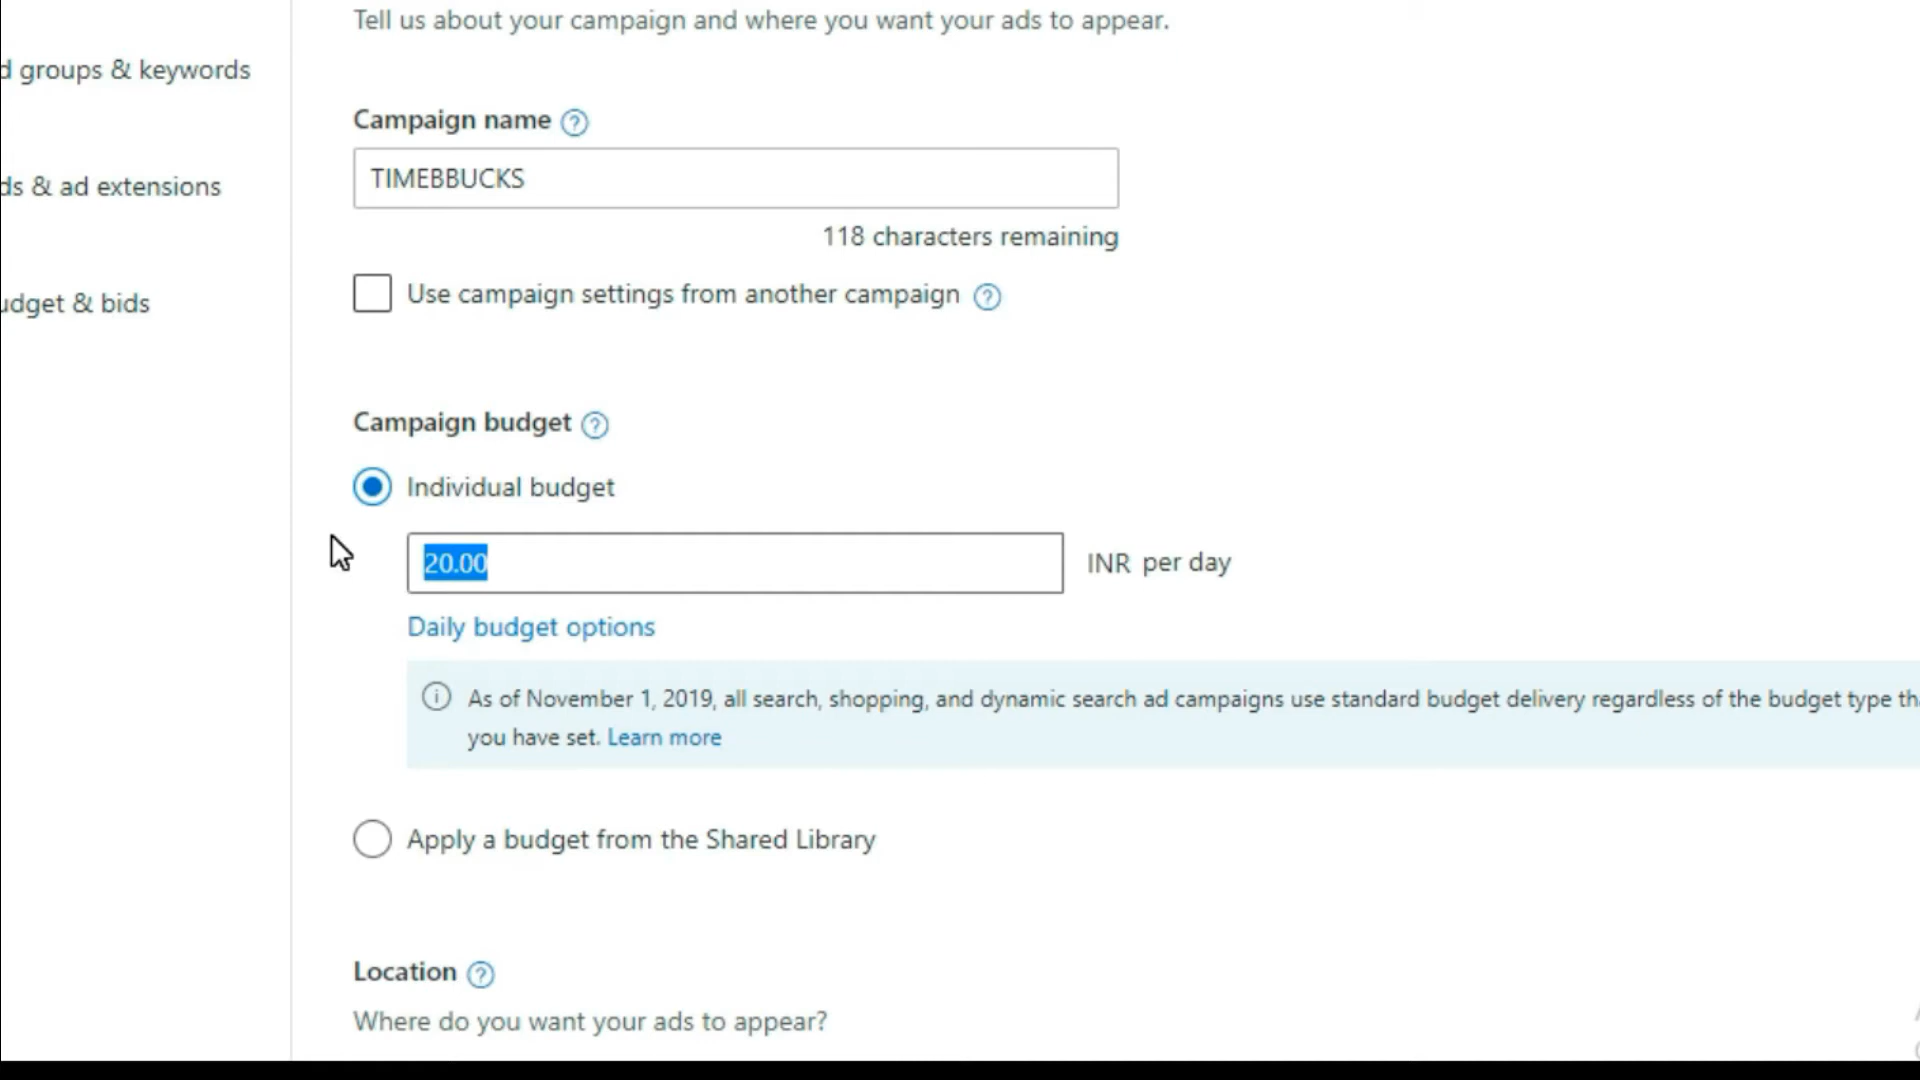 Tell us about your campaign and where you want your ads to appear.
d groups & keywords
Campaign name ?
TIMEBBUCKS
ds & ad extensions
118 characters remaining
Use campaign settings from another campaign ?
udget & bids
Campaign budget ?
Individual budget
20.00 INR per day
Daily budget options
As of November 1, 2019, all search, shopping, and dynamic search ad campaigns use standard budget delivery regardless of the budget type tha
you have set. Learn more
Apply a budget from the Shared Library
Location ?
Where do you want your ads to appear?